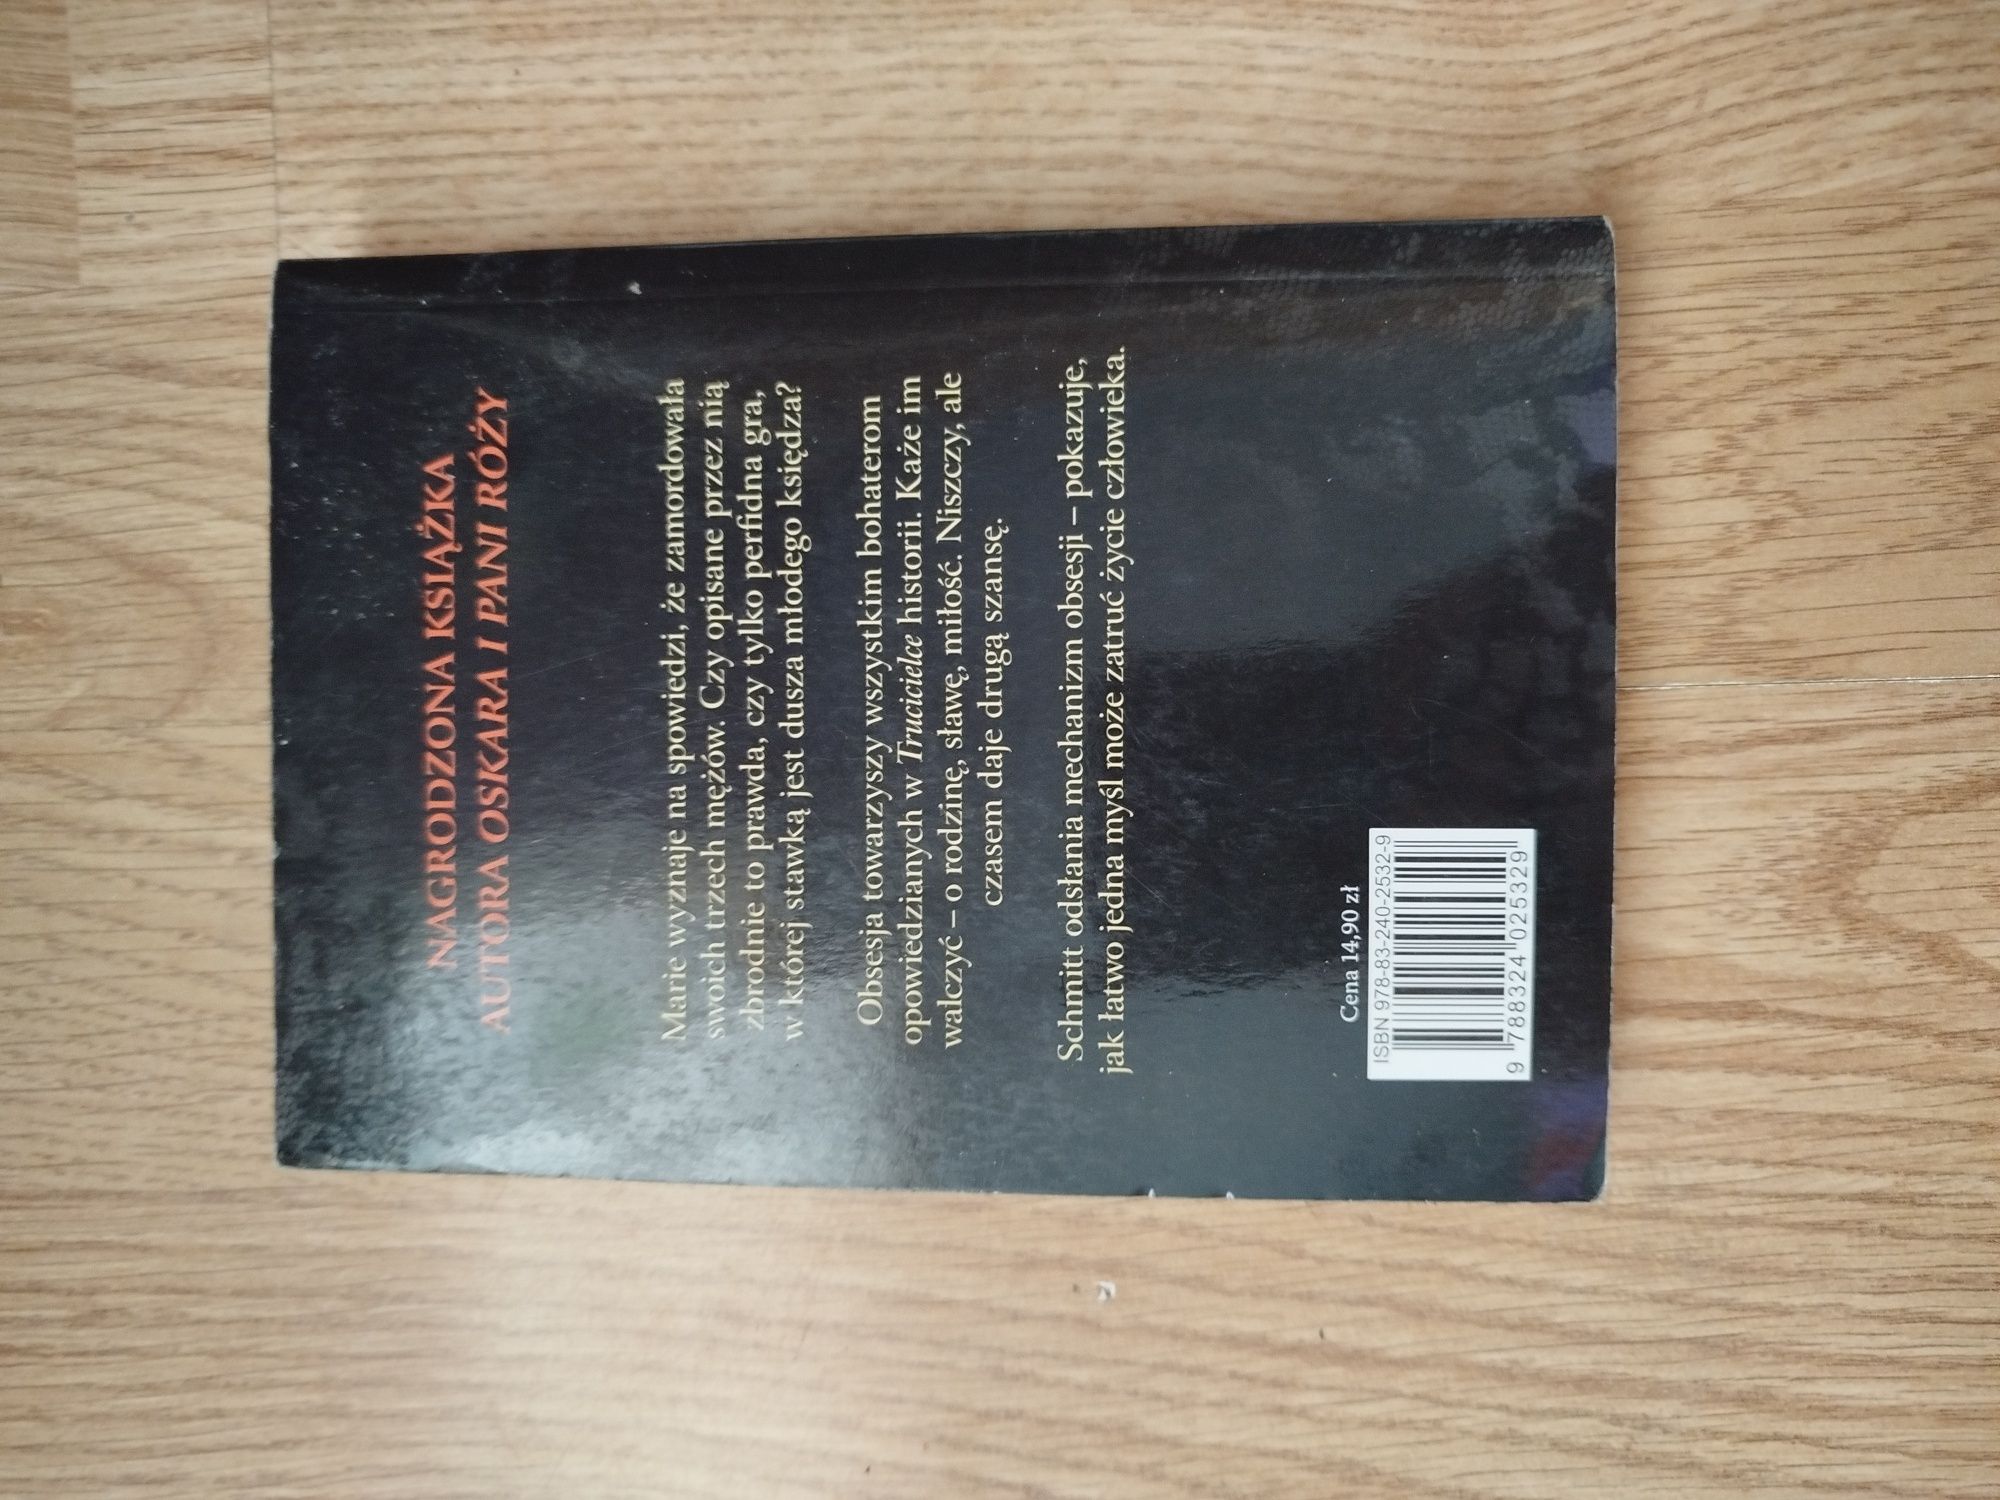 NAGRODZONA KSIĄŻKA
AUTORA OSKARA I PANI RÓŻY
Marie wyznaje na spowiedzi, że zamordowała
swoich trzech mężów. Czy opisane przez nią
zbrodnie to prawda, czy tylko perfidna gra,
w której stawką jest dusza młodego księdza?
Obsesja towarzyszy wszystkim bohaterom
opowiedzianych w Trucicielce historii. Każe im
walczyć – o rodzinę, sławę, miłość. Niszczy, ale
czasem daje drugą szansę.
Schmitt odsłania mechanizm obsesji – pokazuje,
jak łatwo jedna myśl może zatruć życie człowieka.
Cena 14,90 zł
ISBN 978-83-240-2532-9
9 788324 025329